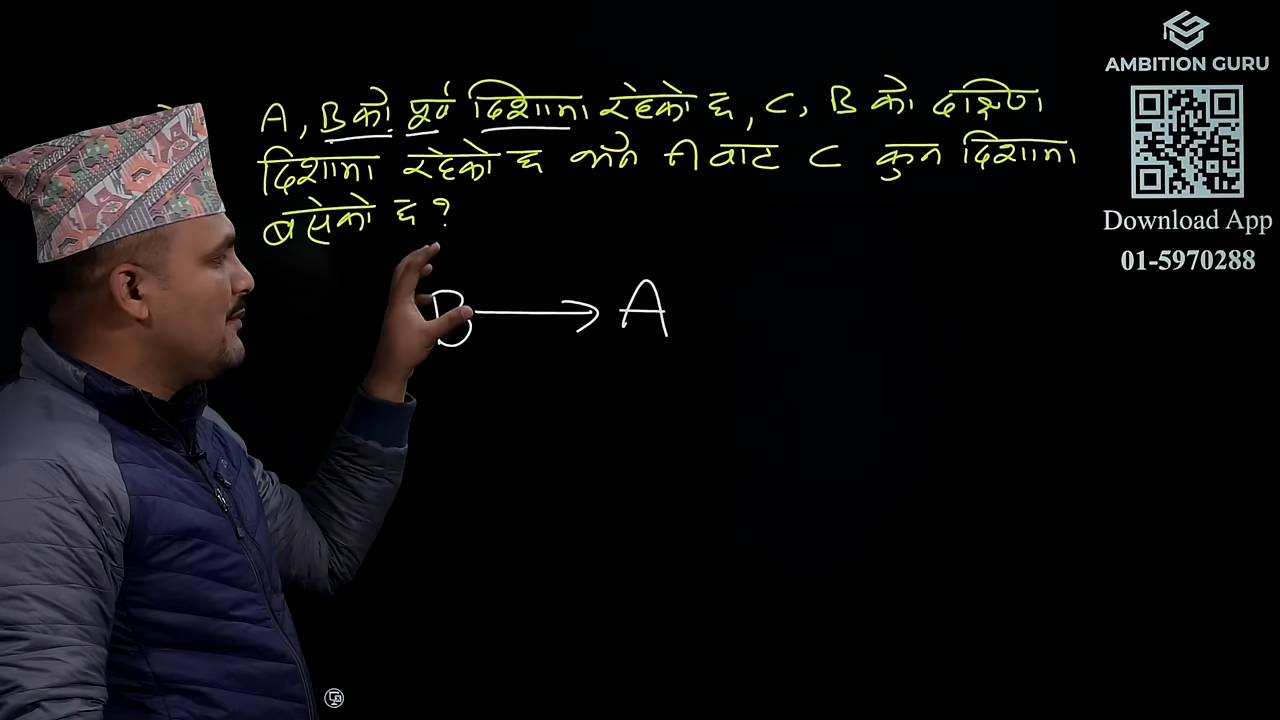 A, B को पूर्व दिशामा रहेको छ, C, B को दक्षिण
दिशामा रहेको छ भने A बाट C कुन दिशामा
बसेको छ ?
B → A
AMBITION GURU
Download App
01-5970288